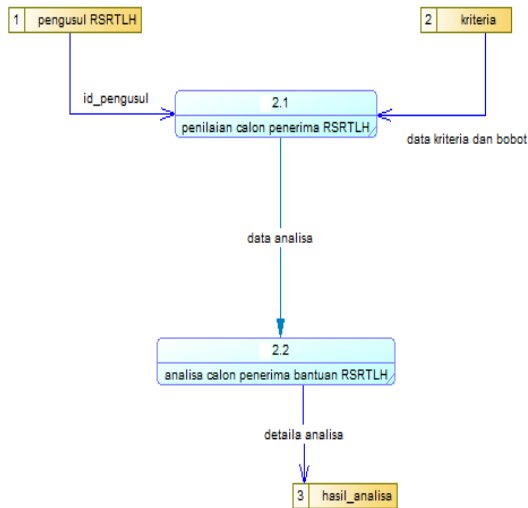 1 pengusul RSRTLH
2 kriteria
id_pengusul
2.1
penilaian calon penerima RSRTLH
data kriteria dan bobot
data analisa
2.2
analisa calon penerima bantuan RSRTLH
detaila analisa
3 hasil_analisa